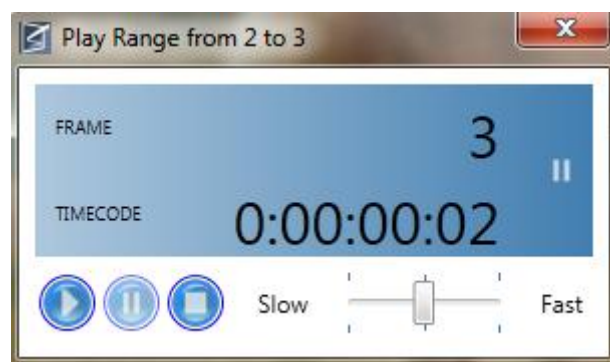 Play Range from 2 to 3
FRAME 3
TIMECODE 0:00:00:02
Slow Fast